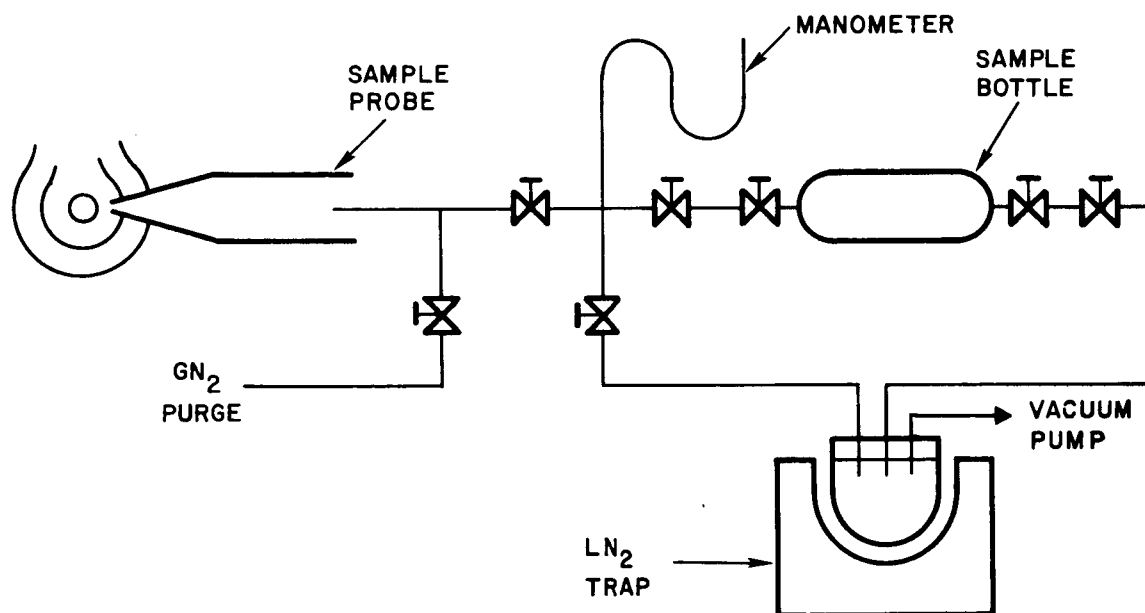 MANOMETER
SAMPLE
PROBE
SAMPLE
BOTTLE
GN₂
PURGE
VACUUM
PUMP
LN₂
TRAP